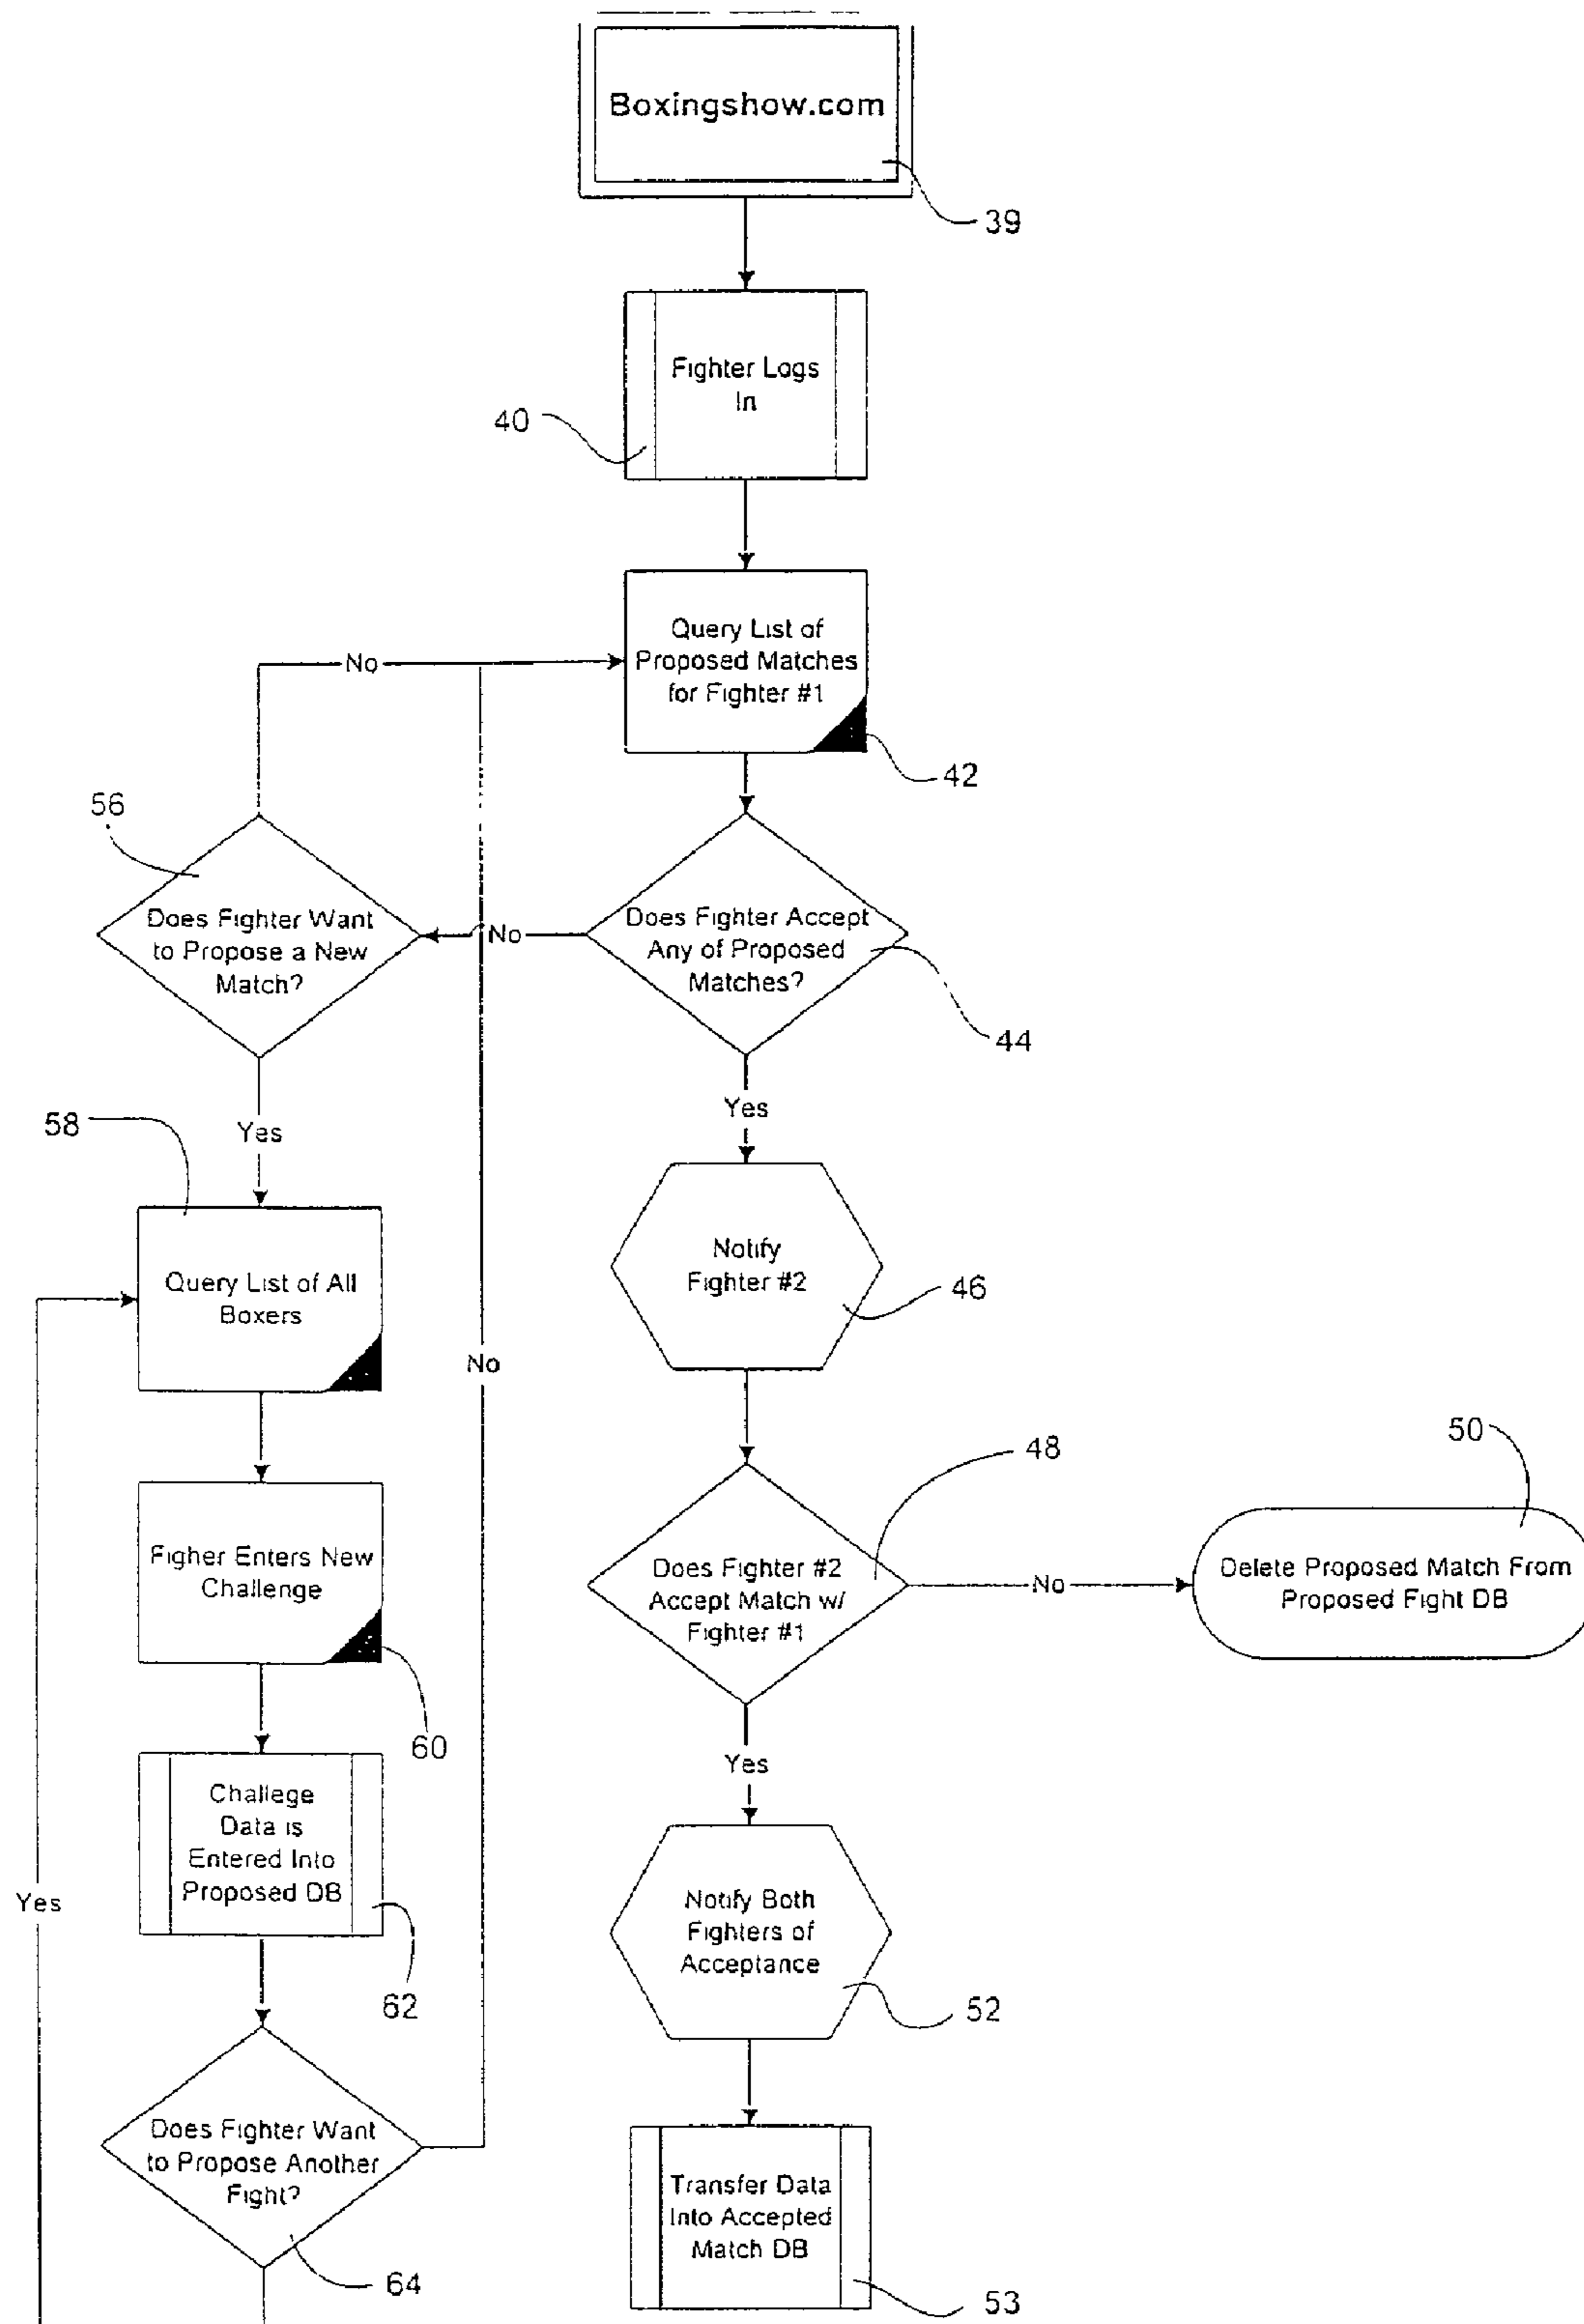 Boxingshow.com
39
Fighter Logs
In
40
Query List of
Proposed Matches
for Fighter #1
42
No
56
Does Fighter Want
to Propose a New
Match?
No
Does Fighter Accept
Any of Proposed
Matches?
44
Yes
58
Yes
Query List of All
Boxers
Notify
Fighter #2
46
No
48
50
Figher Enters New
Challenge
60
Does Fighter #2
Accept Match w/
Fighter #1
No
Delete Proposed Match From
Proposed Fight DB
Yes
Challege
Data is
Entered Into
Proposed DB
62
Yes
Notify Both
Fighters of
Acceptance
52
Does Fighter Want
to Propose Another
Fight?
64
Transfer Data
Into Accepted
Match DB
53